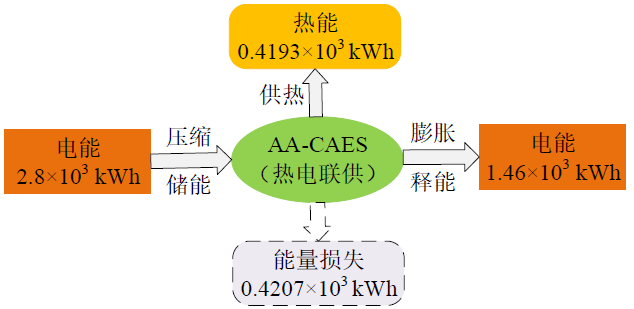 热能
0.4193×10³ kWh
供热
电能
2.8×10³ kWh
压缩
储能
AA-CAES
（热电联供）
膨胀
释能
电能
1.46×10³ kWh
能量损失
0.4207×10³ kWh